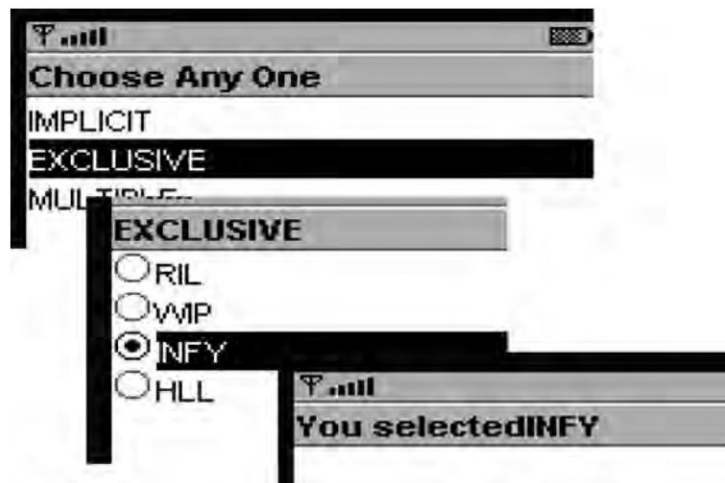 Choose Any One
IMPLICIT
EXCLUSIVE
EXCLUSIVE
RIL
WIP
INFY
HLL
You selectedINFY